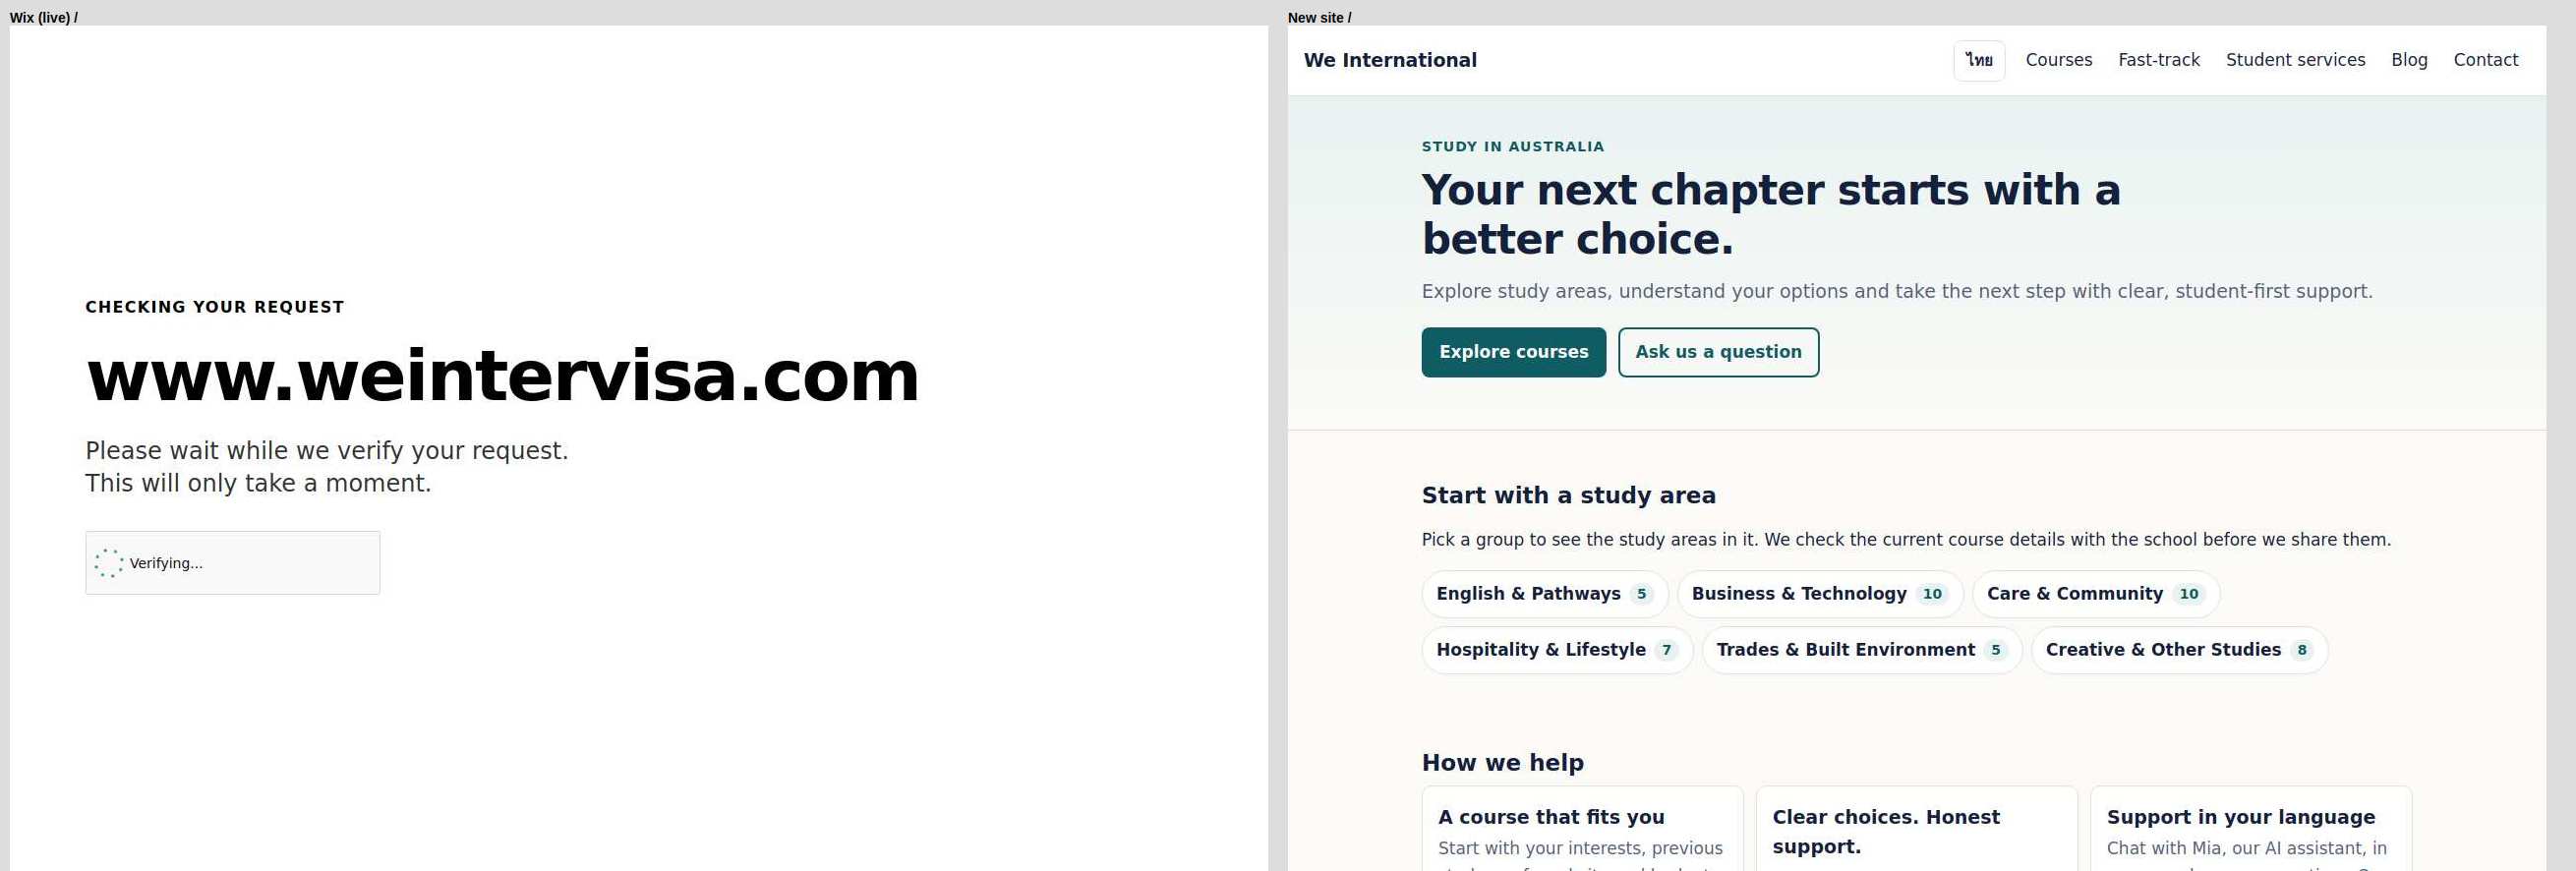 Wix (live) /
CHECKING YOUR REQUEST
www.weintervisa.com
Please wait while we verify your request.
This will only take a moment.
Verifying...
New site /
We International
ไทย
Courses
Fast-track
Student services
Blog
Contact
STUDY IN AUSTRALIA
Your next chapter starts with a
better choice.
Explore study areas, understand your options and take the next step with clear, student-first support.
Explore courses
Ask us a question
Start with a study area
Pick a group to see the study areas in it. We check the current course details with the school before we share them.
English & Pathways 5
Business & Technology 10
Care & Community 10
Hospitality & Lifestyle 7
Trades & Built Environment 5
Creative & Other Studies 8
How we help
A course that fits you
Start with your interests, previous
Clear choices. Honest
support.
Support in your language
Chat with Mia, our AI assistant, in